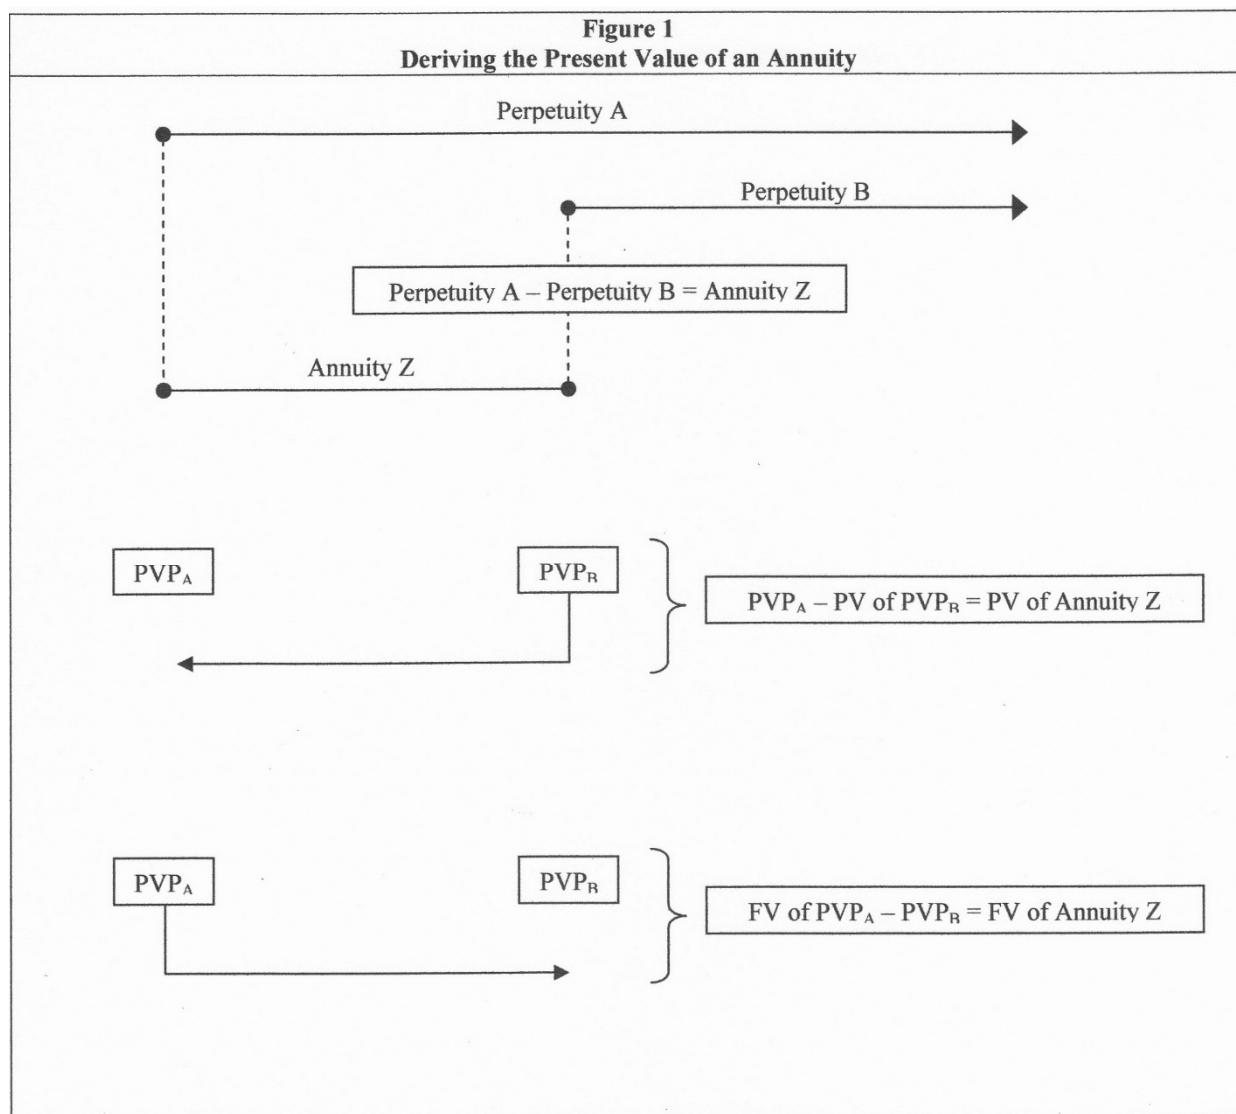 Figure 1
Deriving the Present Value of an Annuity
Perpetuity A
Perpetuity B
Perpetuity A – Perpetuity B = Annuity Z
Annuity Z
PVP_A
PVP_B
PVP_A – PV of PVP_B = PV of Annuity Z
PVP_A
PVP_B
FV of PVP_A – PVP_B = FV of Annuity Z